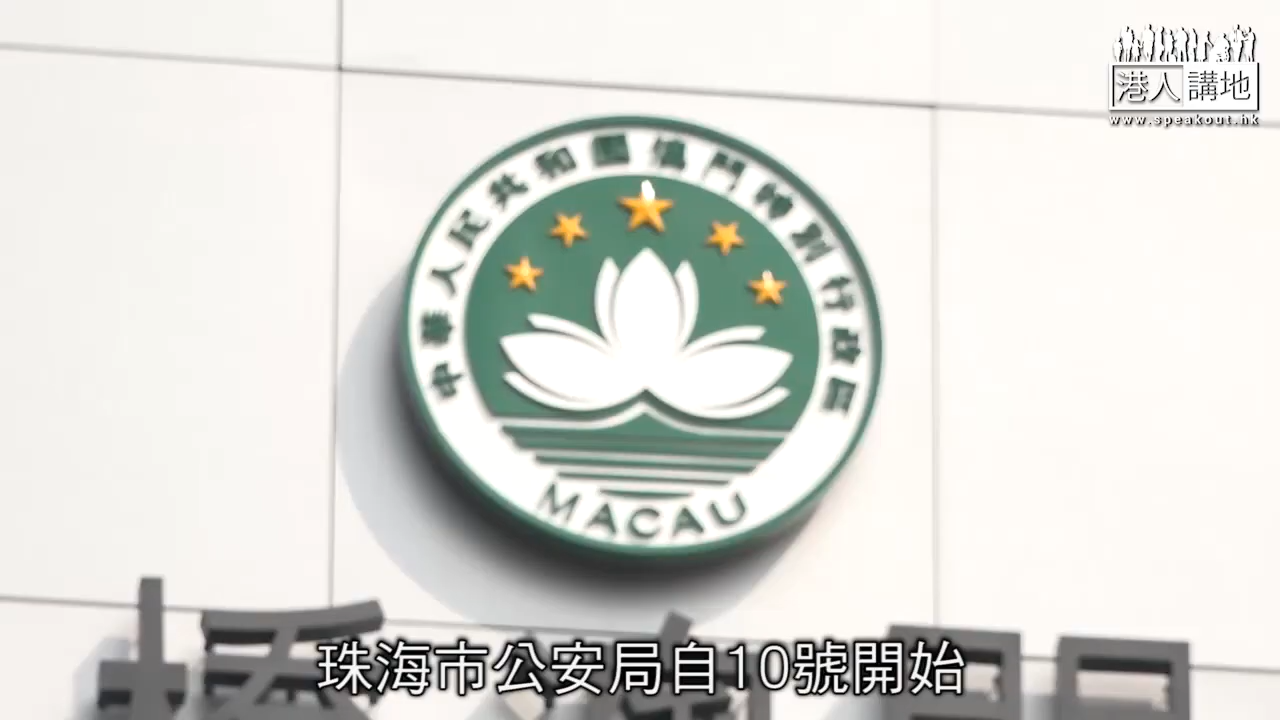 港人講地
www.speakout.hk
中華人民共和國澳門特別行政區
MACAU
珠海市公安局自10號開始